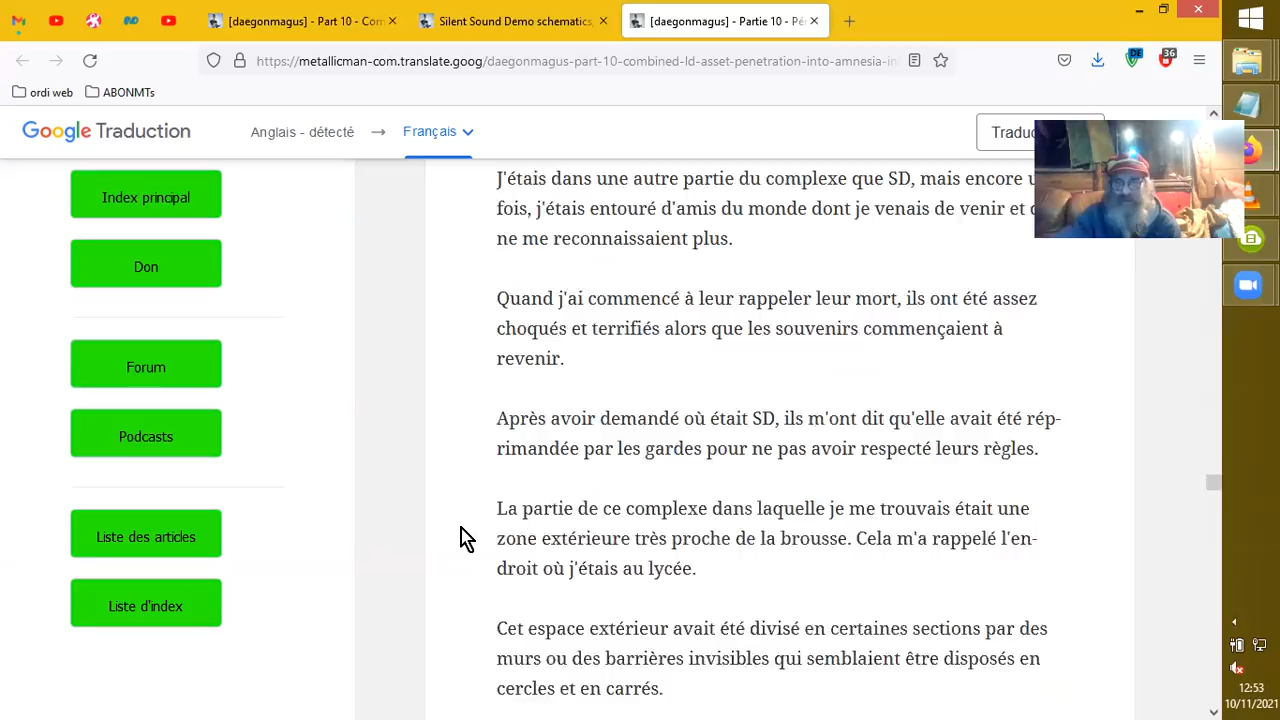 [daegonmagus] - Part 10 - Com
Silent Sound Demo schematics,
[daegonmagus] - Partie 10 - Pé
https://metallicman-com.translate.goog/daegonmagus-part-10-combined-ld-asset-penetration-into-amnesia-in
DE
36
ordi web
ABONMTs
Google Traduction
Anglais - détecté
Français
Traduc
Index principal
Don
Forum
Podcasts
Liste des articles
Liste d'index
J'étais dans une autre partie du complexe que SD, mais encore u
fois, j'étais entouré d'amis du monde dont je venais de venir et
ne me reconnaissaient plus.
Quand j'ai commencé à leur rappeler leur mort, ils ont été assez
choqués et terrifiés alors que les souvenirs commençaient à
revenir.
Après avoir demandé où était SD, ils m'ont dit qu'elle avait été rép-
rimandée par les gardes pour ne pas avoir respecté leurs règles.
La partie de ce complexe dans laquelle je me trouvais était une
zone extérieure très proche de la brousse. Cela m'a rappelé l'en-
droit où j'étais au lycée.
Cet espace extérieur avait été divisé en certaines sections par des
murs ou des barrières invisibles qui semblaient être disposés en
cercles et en carrés.
12:53
10/11/2021